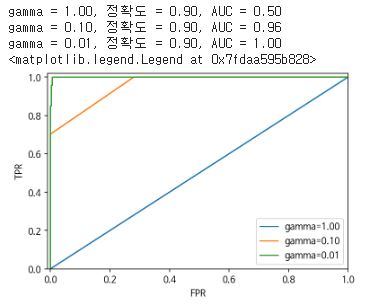 gamma = 1.00, 정확도 = 0.90, AUC = 0.50
gamma = 0.10, 정확도 = 0.90, AUC = 0.96
gamma = 0.01, 정확도 = 0.90, AUC = 1.00
<matplotlib.legend.Legend at 0x7fdaa595b828>
1.0
0.8
0.6
0.4
0.2
0.0
TPR
gamma=1.00
gamma=0.10
gamma=0.01
0.0 0.2 0.4 0.6 0.8 1.0
FPR